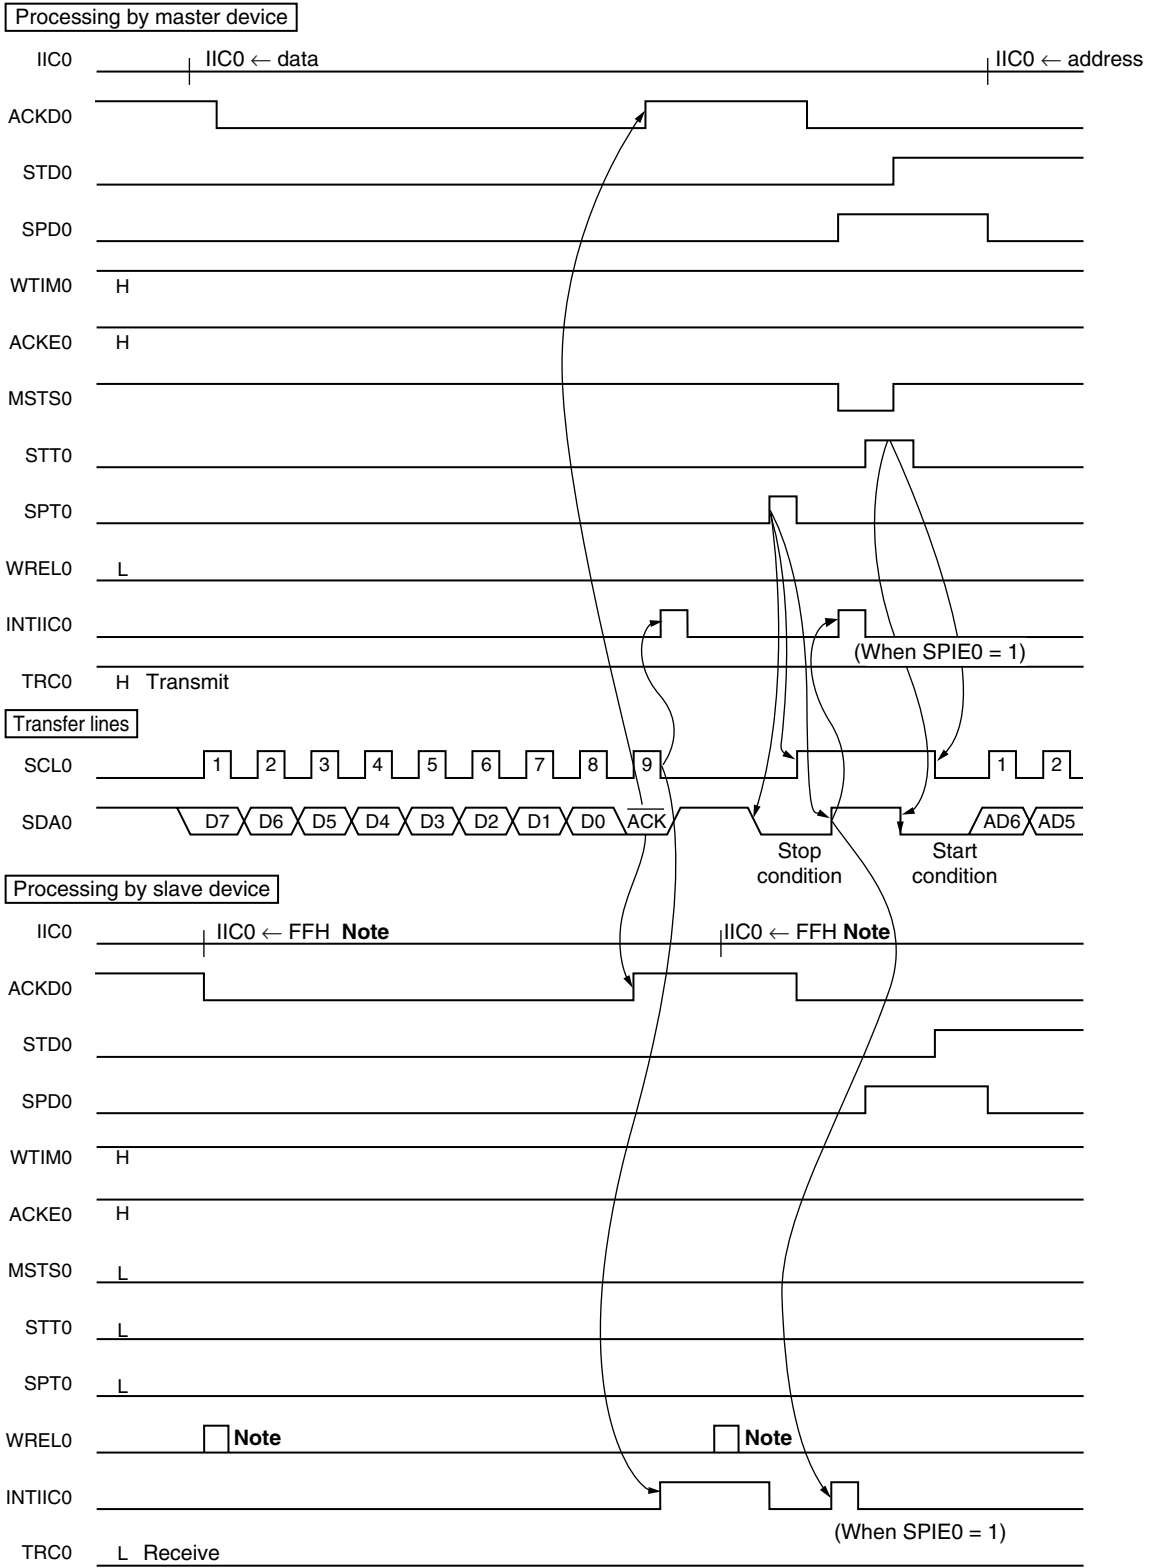 Processing by master device
IIC0 IIC0 ← data IIC0 ← address
ACKD0
STD0
SPD0
WTIM0 H
ACKE0 H
MSTS0
STT0
SPT0
WREL0 L
INTIIC0
(When SPIE0 = 1)
TRC0 H Transmit
Transfer lines
SCL0 1 2 3 4 5 6 7 8 9 1 2
SDA0 D7 D6 D5 D4 D3 D2 D1 D0 ACK AD6 AD5
Stop condition
Start condition
Processing by slave device
IIC0 IIC0 ← FFH Note IIC0 ← FFH Note
ACKD0
STD0
SPD0
WTIM0 H
ACKE0 H
MSTS0 L
STT0 L
SPT0 L
WREL0 Note Note
INTIIC0
(When SPIE0 = 1)
TRC0 L Receive